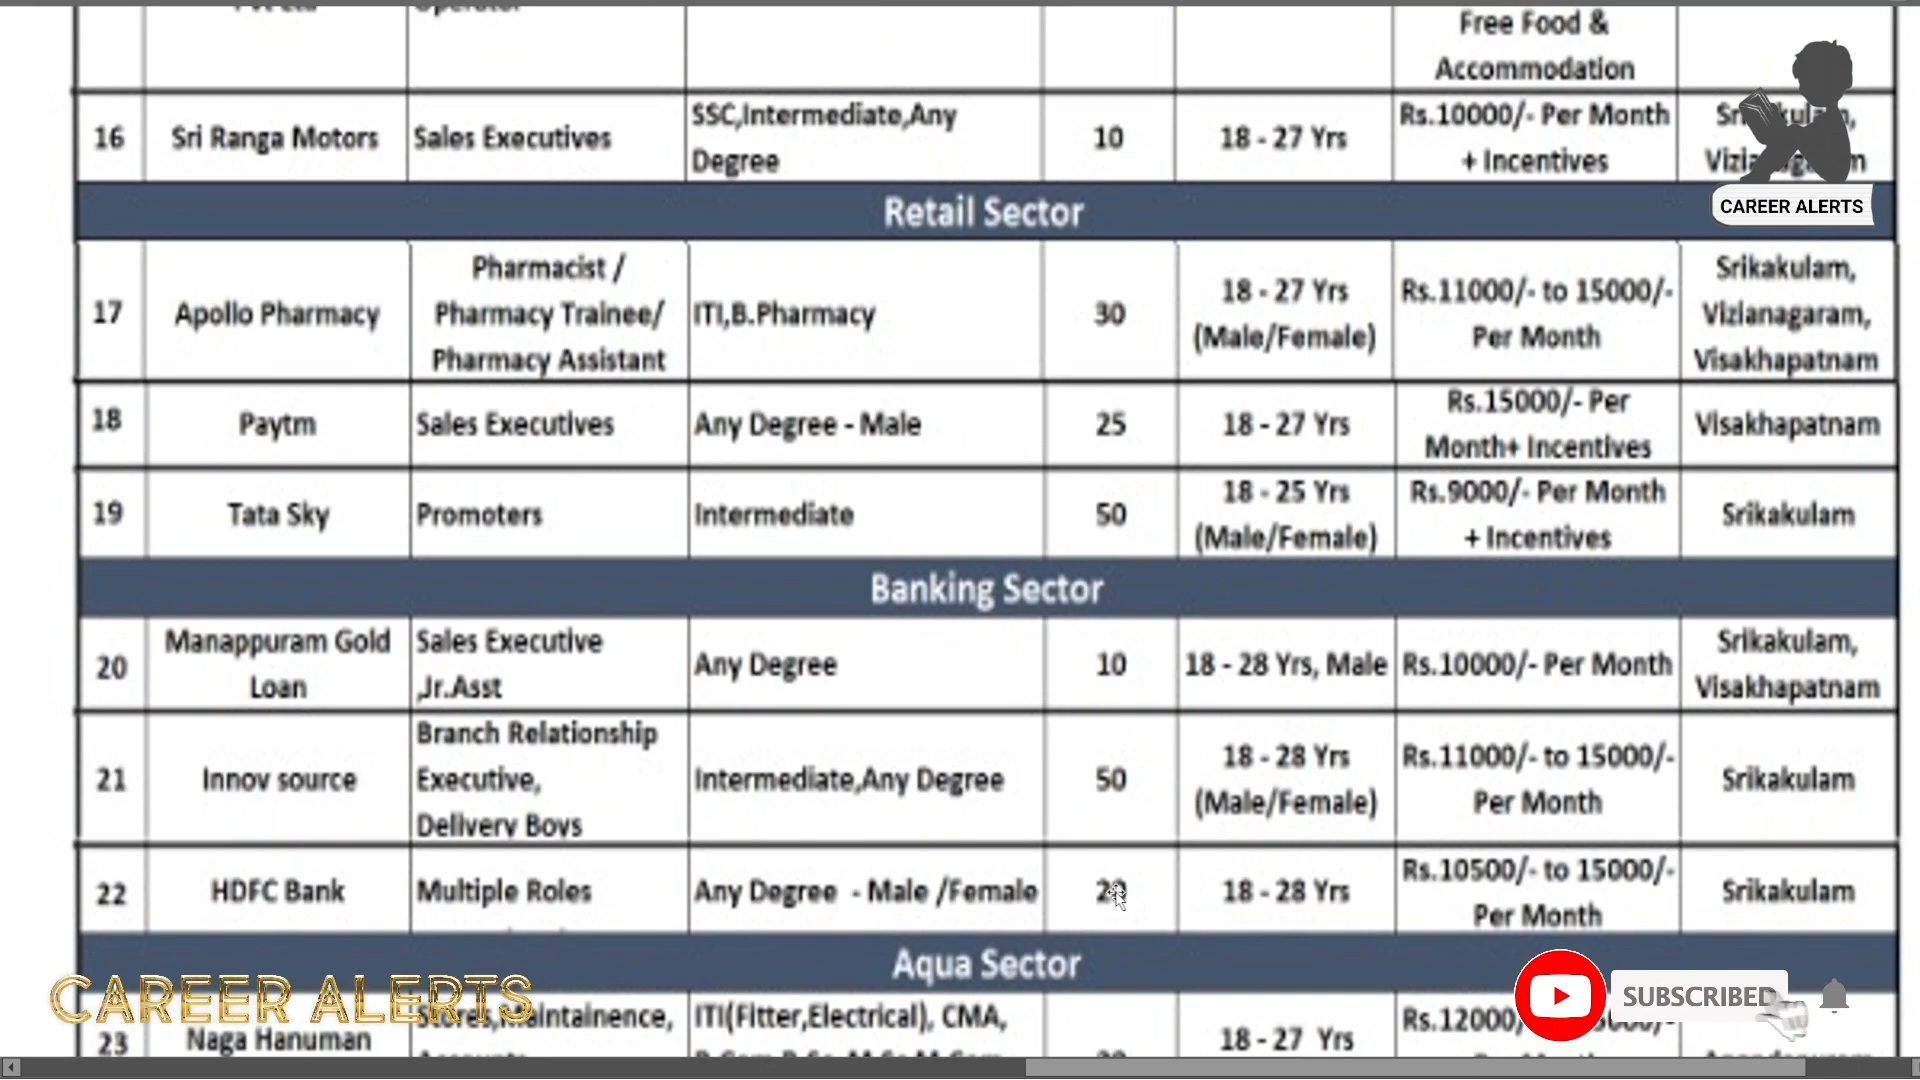 Free Food &
Accommodation
16 Sri Ranga Motors Sales Executives SSC,Intermediate,Any Degree 10 18 - 27 Yrs Rs.10000/- Per Month + Incentives
CAREER ALERTS
Retail Sector
17 Apollo Pharmacy Pharmacist / Pharmacy Trainee/ Pharmacy Assistant ITI,B.Pharmacy 30 18 - 27 Yrs (Male/Female) Rs.11000/- to 15000/- Per Month Srikakulam, Vizianagaram, Visakhapatnam
18 Paytm Sales Executives Any Degree - Male 25 18 - 27 Yrs Rs.15000/- Per Month+ Incentives Visakhapatnam
19 Tata Sky Promoters Intermediate 50 18 - 25 Yrs (Male/Female) Rs.9000/- Per Month + Incentives Srikakulam
Banking Sector
20 Manappuram Gold Loan Sales Executive ,Jr.Asst Any Degree 10 18 - 28 Yrs, Male Rs.10000/- Per Month Srikakulam, Visakhapatnam
21 Innov source Branch Relationship Executive, Delivery Boys Intermediate,Any Degree 50 18 - 28 Yrs (Male/Female) Rs.11000/- to 15000/- Per Month Srikakulam
22 HDFC Bank Multiple Roles Any Degree - Male /Female 18 - 28 Yrs Rs.10500/- to 15000/- Per Month Srikakulam
Aqua Sector
23 Naga Hanuman ITI(Fitter,Electrical), CMA, 18 - 27 Yrs
CAREER ALERTS
SUBSCRIBED